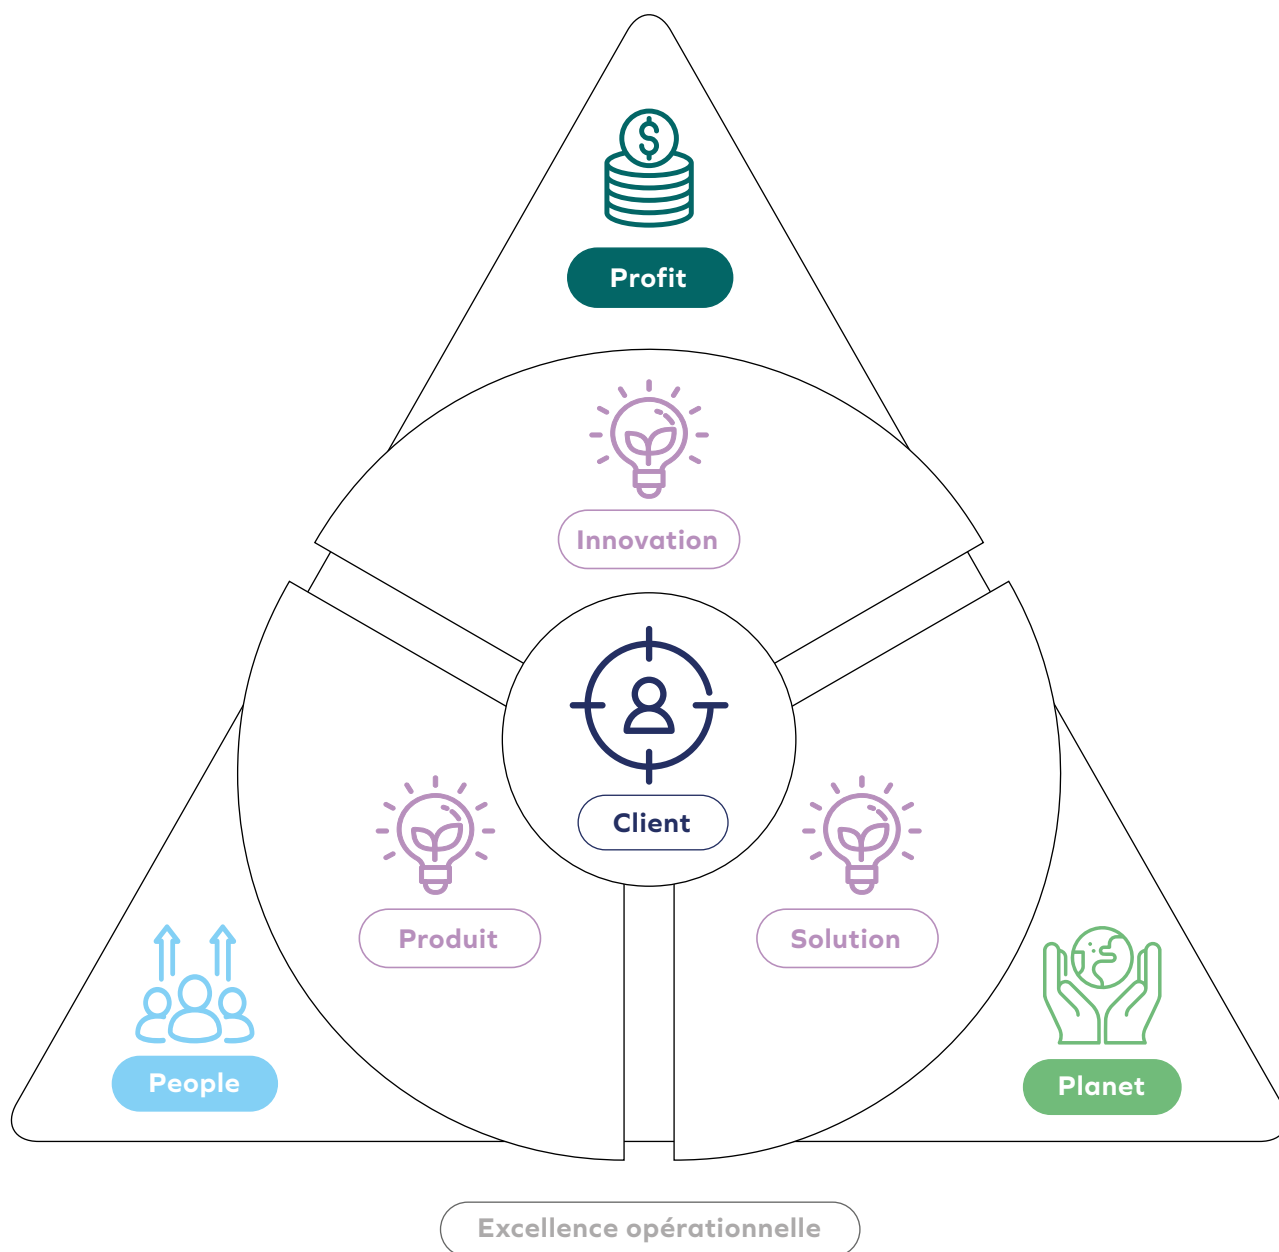 Profit
Innovation
Client
Produit
Solution
People
Planet
Excellence opérationnelle